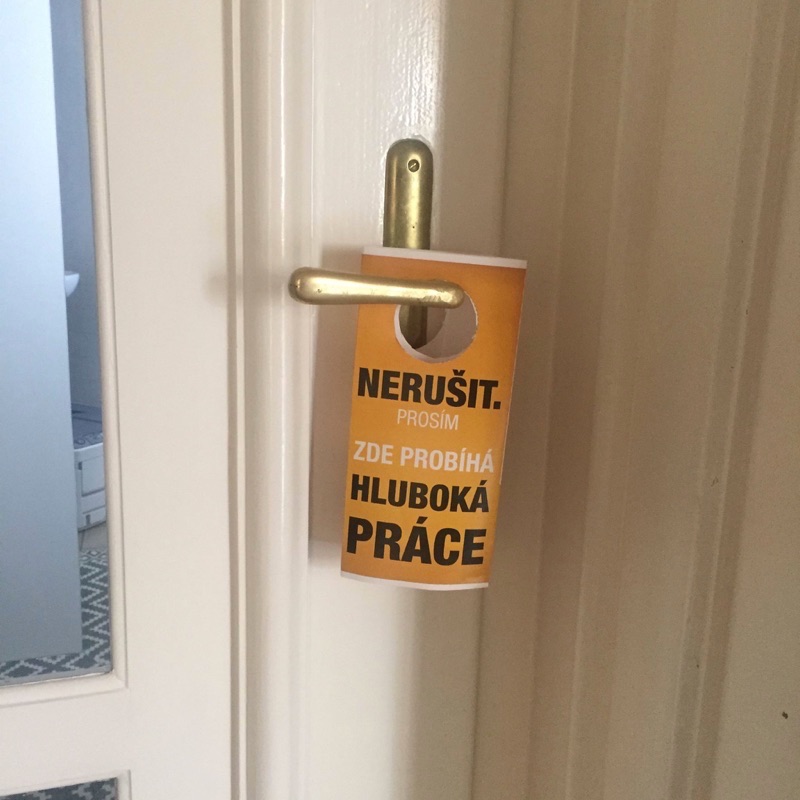 NERUŠIT.
PROSÍM
ZDE PROBÍHÁ
HLUBOKÁ
PRÁCE